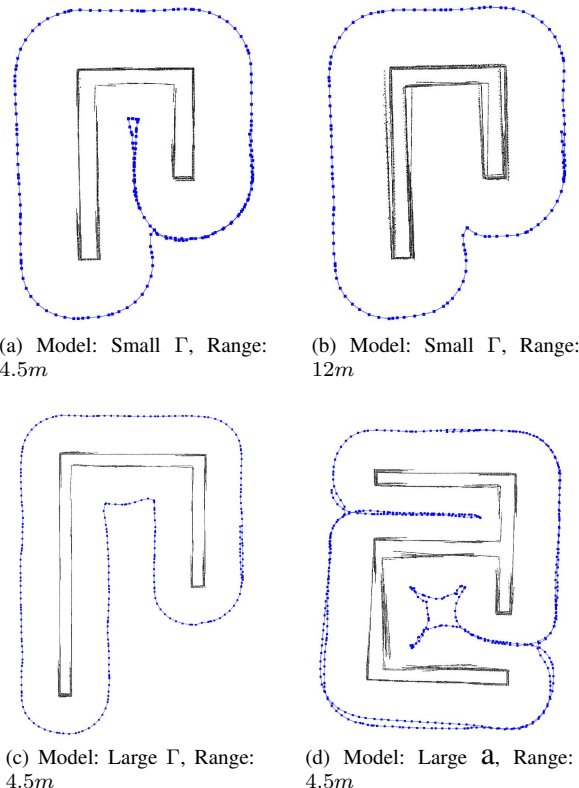 (a) Model: Small Γ, Range:
4.5m
(b) Model: Small Γ, Range:
12m
(c) Model: Large Γ, Range:
4.5m
(d) Model: Large a, Range:
4.5m